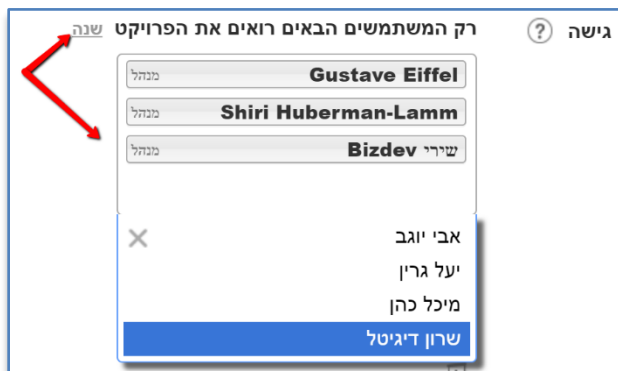 גישה ? רק המשתמשים הבאים רואים את הפרויקט שנה
Gustave Eiffel מנהל
Shiri Huberman-Lamm מנהל
שירי Bizdev מנהל
אבי יוגב
יעל גרין
מיכל כהן
שרון דיגיטל